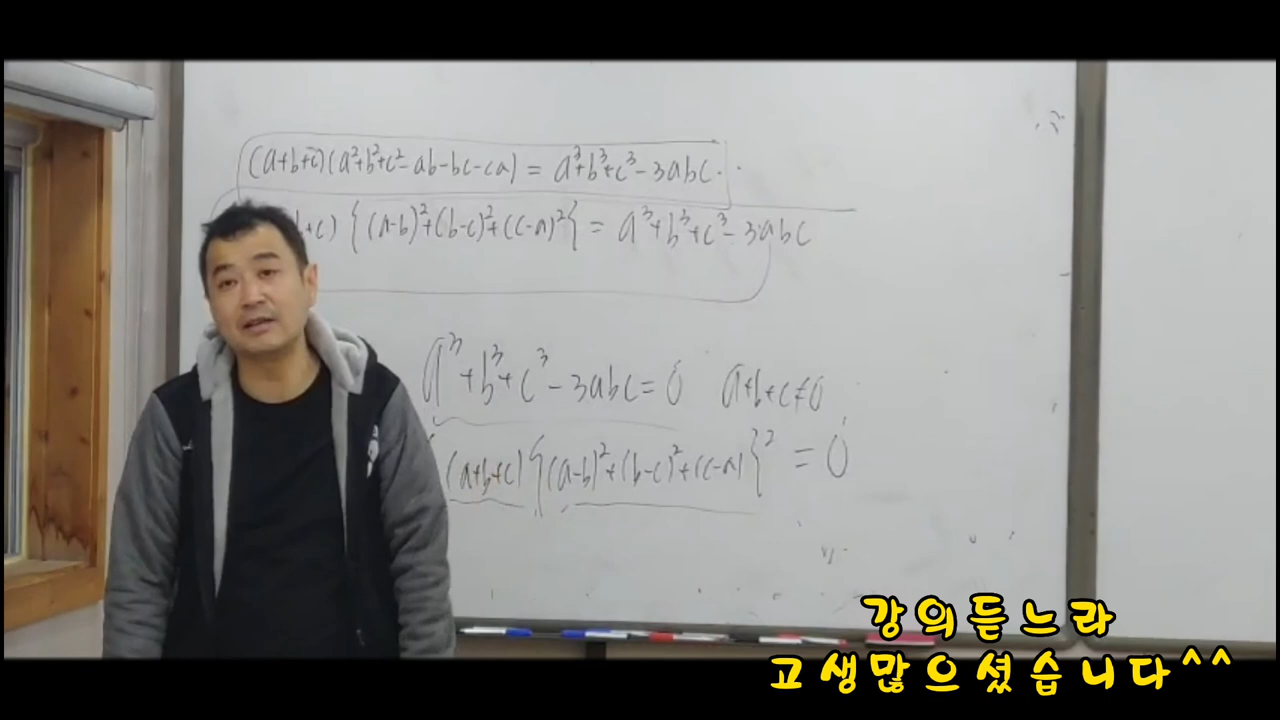 (a+b+c)(a²+b²+c²-ab-bc-ca) = a³+b³+c³-3abc
b+c) {(a-b)²+(b-c)²+(c-a)²} = a³+b³+c³-3abc
a³+b³+c³-3abc=0 a+b+c≠0
(a+b+c) {(a-b)²+(b-c)²+(c-a)}² = 0
강의듣느라
고생많으셨습니다^^